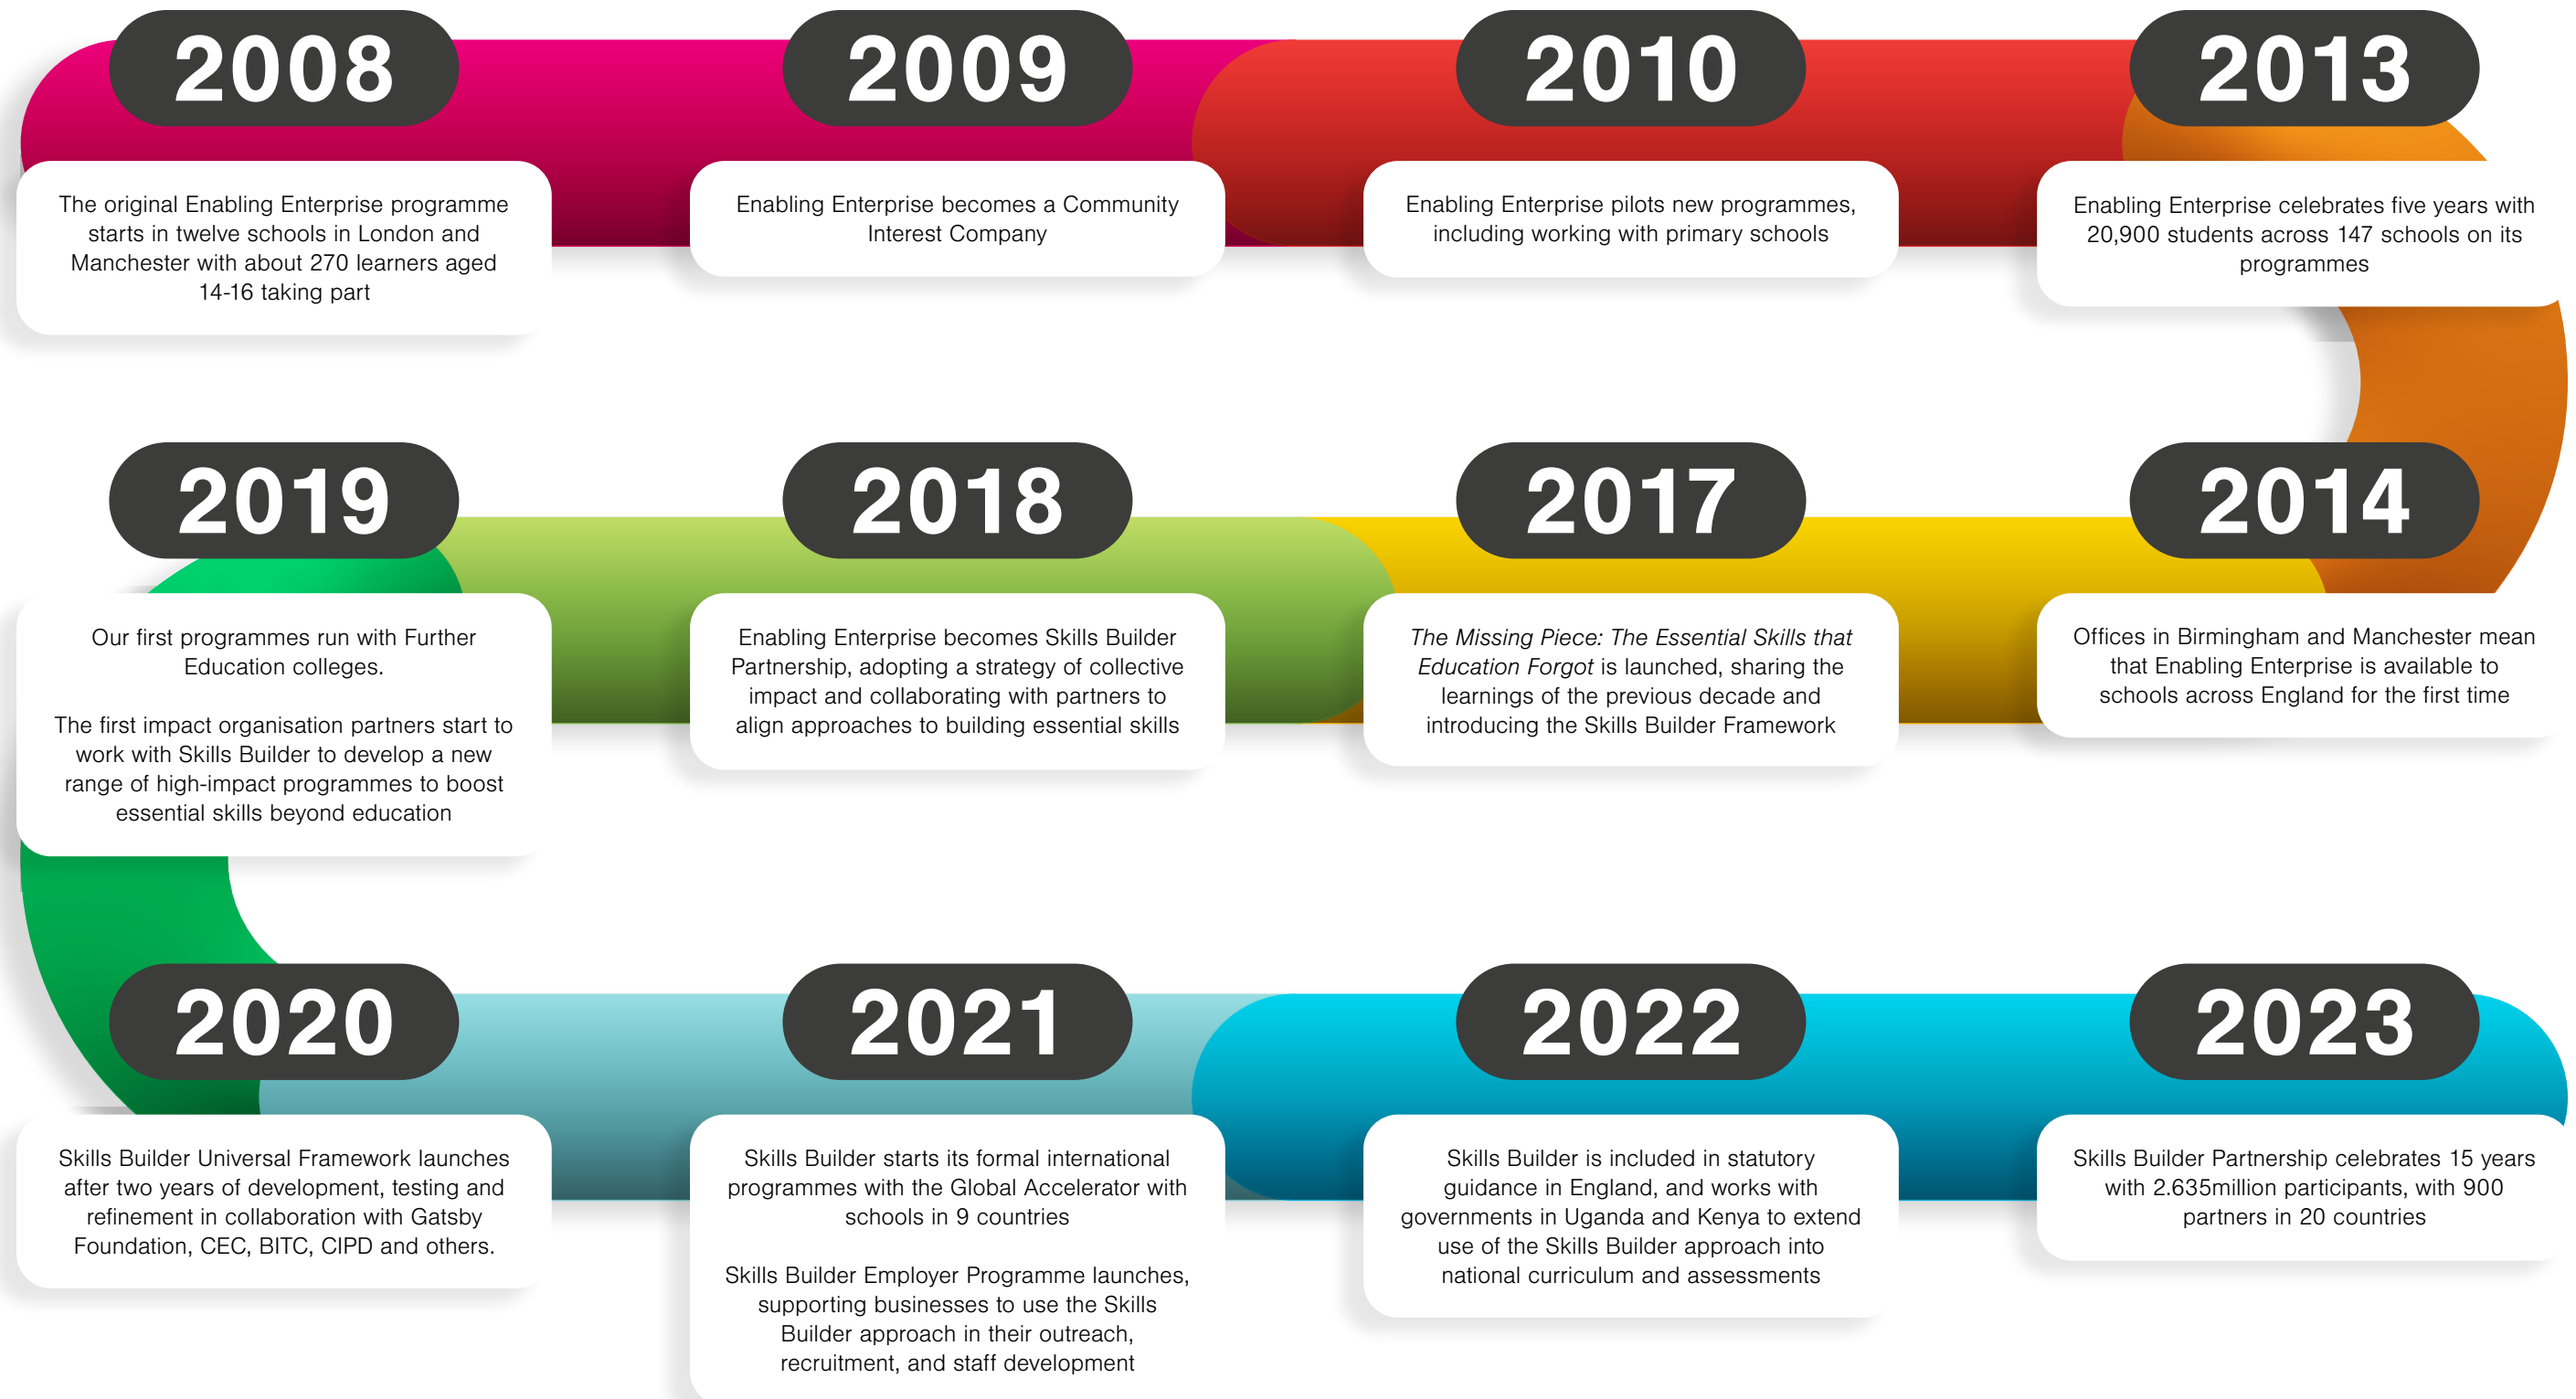 2008
The original Enabling Enterprise programme
starts in twelve schools in London and
Manchester with about 270 learners aged
14-16 taking part
2009
Enabling Enterprise becomes a Community
Interest Company
2010
Enabling Enterprise pilots new programmes,
including working with primary schools
2013
Enabling Enterprise celebrates five years with
20,900 students across 147 schools on its
programmes
2014
Offices in Birmingham and Manchester mean
that Enabling Enterprise is available to
schools across England for the first time
2017
The Missing Piece: The Essential Skills that
Education Forgot is launched, sharing the
learnings of the previous decade and
introducing the Skills Builder Framework
2018
Enabling Enterprise becomes Skills Builder
Partnership, adopting a strategy of collective
impact and collaborating with partners to
align approaches to building essential skills
2019
Our first programmes run with Further
Education colleges.
The first impact organisation partners start to
work with Skills Builder to develop a new
range of high-impact programmes to boost
essential skills beyond education
2020
Skills Builder Universal Framework launches
after two years of development, testing and
refinement in collaboration with Gatsby
Foundation, CEC, BITC, CIPD and others.
2021
Skills Builder starts its formal international
programmes with the Global Accelerator with
schools in 9 countries
Skills Builder Employer Programme launches,
supporting businesses to use the Skills
Builder approach in their outreach,
recruitment, and staff development
2022
Skills Builder is included in statutory
guidance in England, and works with
governments in Uganda and Kenya to extend
use of the Skills Builder approach into
national curriculum and assessments
2023
Skills Builder Partnership celebrates 15 years
with 2.635million participants, with 900
partners in 20 countries